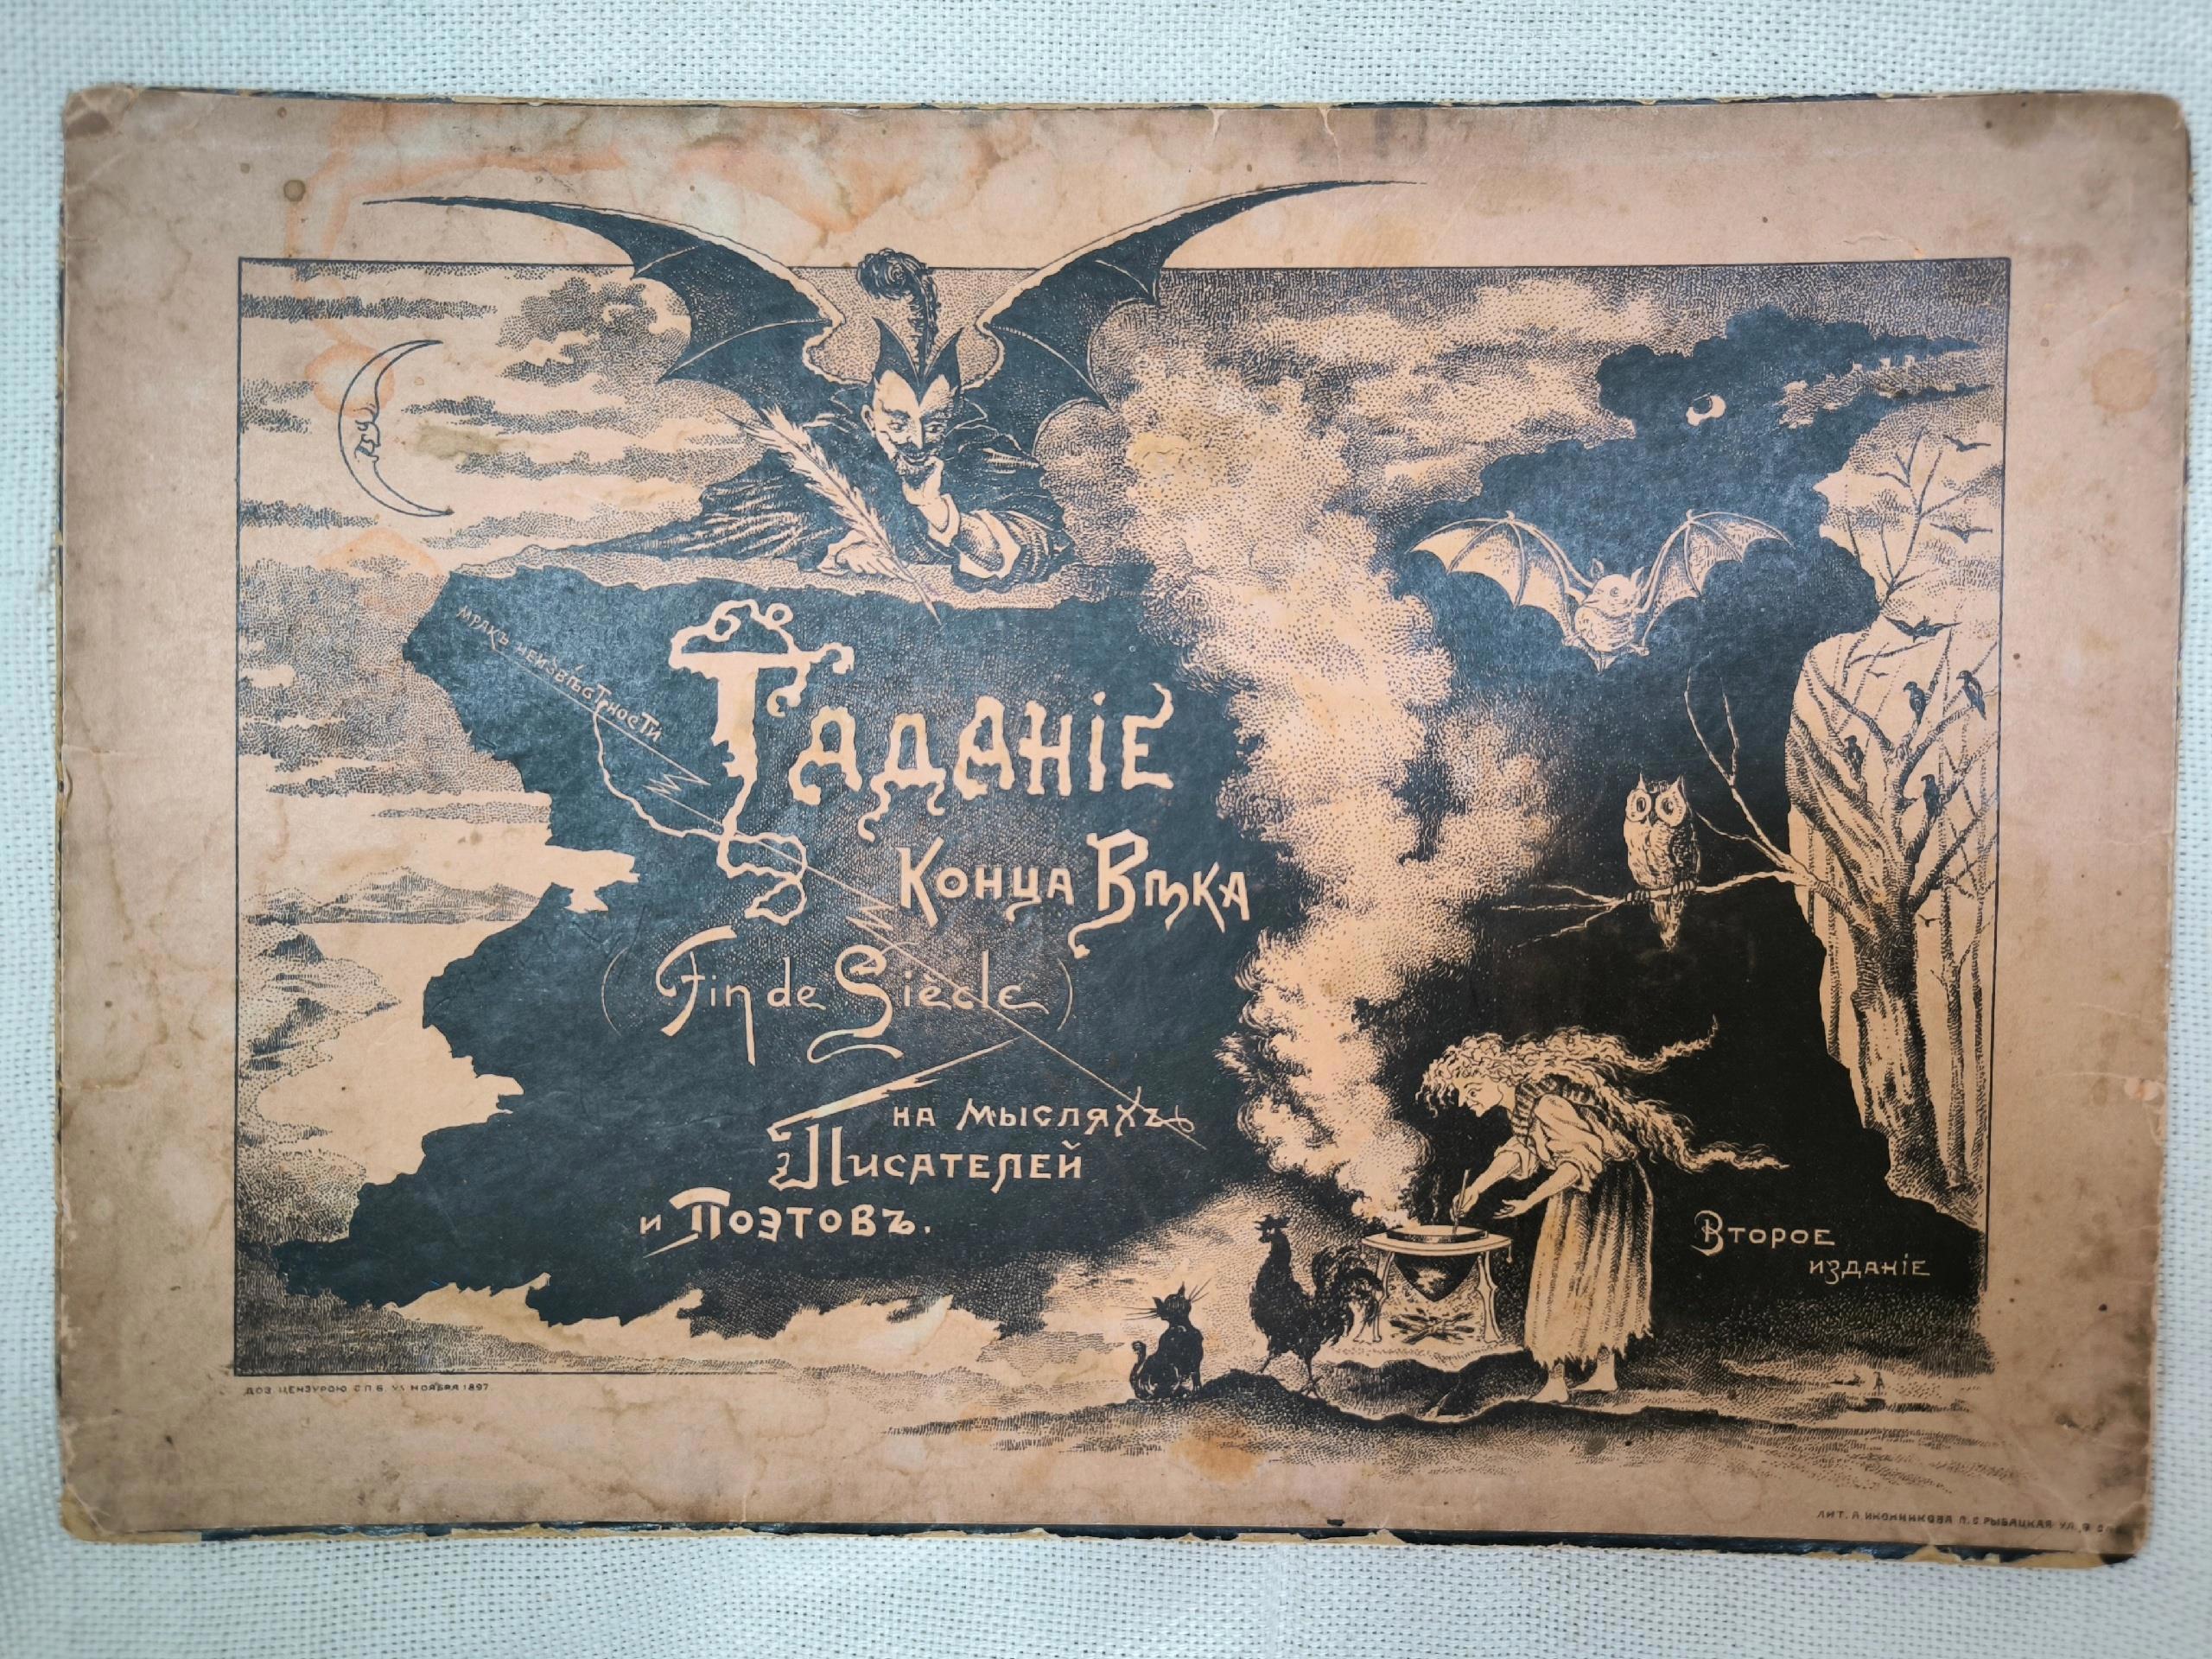 Мракъ неизвѣстности
Гаданіе
Конца Вѣка
(Fin de Siècle)
на мысляхъ
Писателей
и Поэтовъ.
Второе
изданіе
ДОЗ. ЦЕНЗУРОЮ С.П.Б. НОЯБРЯ 1897
ЛИТ. А. ИКОННИКОВА П.С. РЫБАЦКАЯ УЛ.